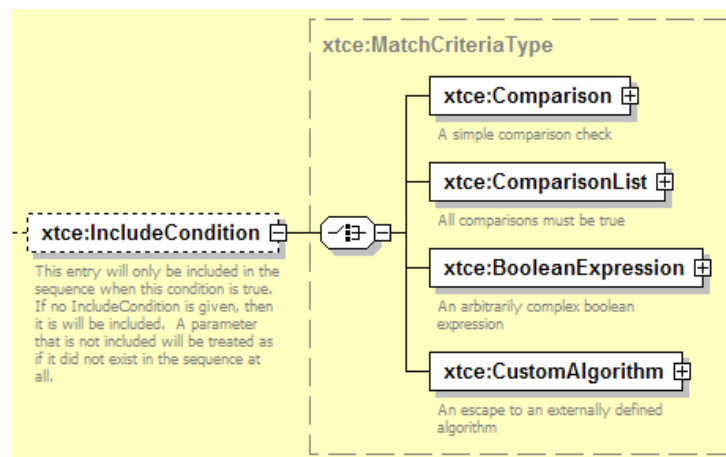 xtce:MatchCriteriaType
xtce:Comparison
A simple comparison check
xtce:ComparisonList
All comparisons must be true
xtce:IncludeCondition
This entry will only be included in the
sequence when this condition is true.
If no IncludeCondition is given, then
it is will be included.  A parameter
that is not included will be treated as
if it did not exist in the sequence at
all.
xtce:BooleanExpression
An arbitrarily complex boolean
expression
xtce:CustomAlgorithm
An escape to an externally defined
algorithm